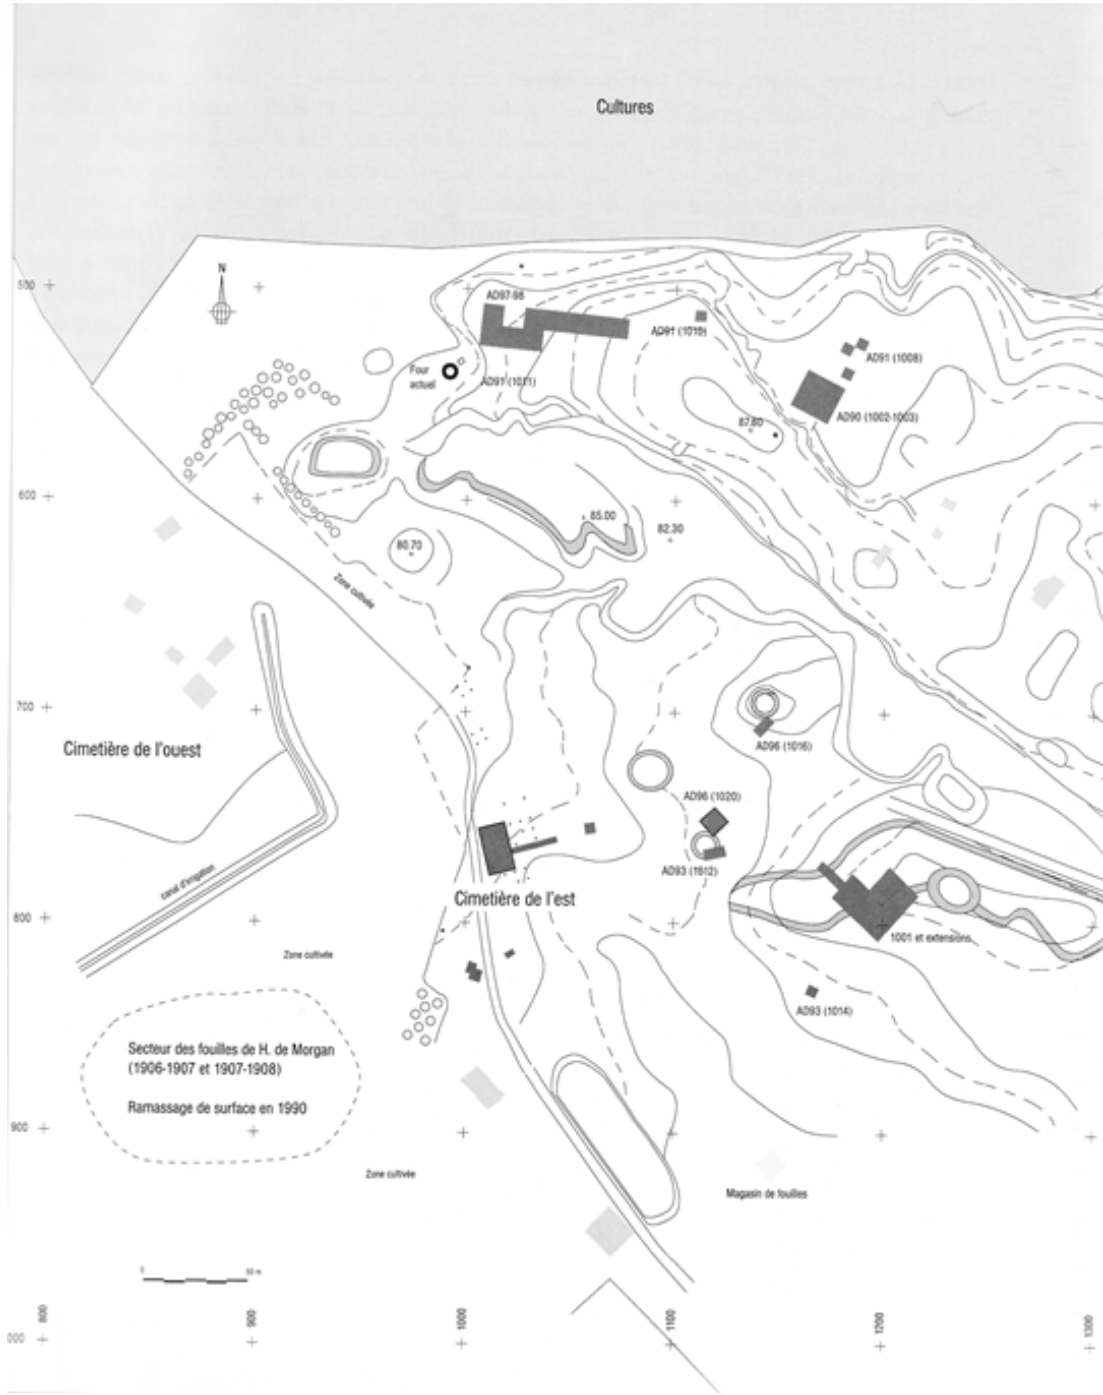 Cultures
N
500
AD97-98
AD91 (1010)
AD91 (1008)
Four
actuel
AD91 (1011)
AD90 (1002-1003)
87.80
600
85.00
82.30
80.70
Zone cultivée
700
Cimetière de l'ouest
AD96 (1016)
AD96 (1020)
AD93 (1012)
canal d'irrigation
Cimetière de l'est
800
1001 et extensions
Zone cultivée
AD93 (1014)
Secteur des fouilles de H. de Morgan
(1906-1907 et 1907-1908)
Ramassage de surface en 1990
900
Zone cultivée
Magasin de fouilles
0
50 m
000
800
900
1000
1100
1200
1300